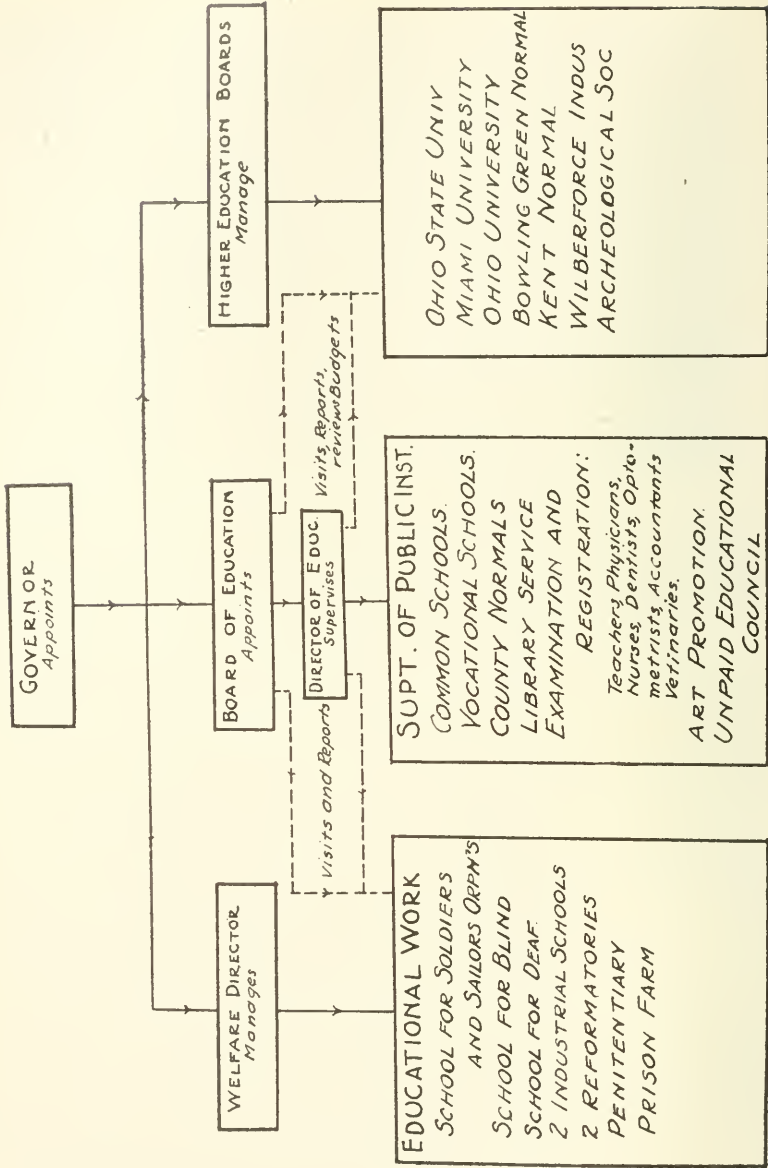 GOVERNOR
Appoints
WELFARE DIRECTOR
Manages
BOARD OF EDUCATION
Appoints
HIGHER EDUCATION BOARDS
Manage
DIRECTOR OF EDUC.
Supervises
Visits and Reports
Visits, Reports,
reviews Budgets
EDUCATIONAL WORK
SCHOOL FOR SOLDIERS
AND SAILORS ORPN'S
SCHOOL FOR BLIND
SCHOOL FOR DEAF.
2 INDUSTRIAL SCHOOLS
2 REFORMATORIES
PENITENTIARY
PRISON FARM
SUPT. OF PUBLIC INST.
COMMON SCHOOLS.
VOCATIONAL SCHOOLS.
COUNTY NORMALS
LIBRARY SERVICE
EXAMINATION AND
REGISTRATION:
Teachers, Physicians,
Nurses, Dentists, Opto-
metrists, Accountants
Vetinaries.
ART PROMOTION.
UNPAID EDUCATIONAL
COUNCIL
OHIO STATE UNIV
MIAMI UNIVERSITY
OHIO UNIVERSITY
BOWLING GREEN NORMAL
KENT NORMAL
WILBERFORCE INDUS
ARCHEOLOGICAL SOC